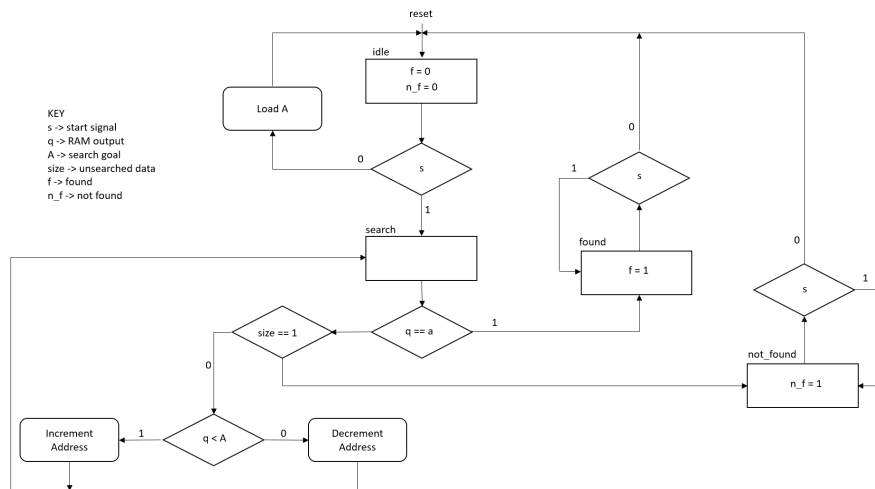 reset
idle
f = 0
n_f = 0
Load A
KEY
s -> start signal
q -> RAM output
A -> search goal
size -> unsearched data
f -> found
n_f -> not found
0
s
1
search
0
s
1
found
f = 1
0
s
1
size == 1
q == a
1
0
not_found
n_f = 1
Increment
Address
1
q < A
0
Decrement
Address